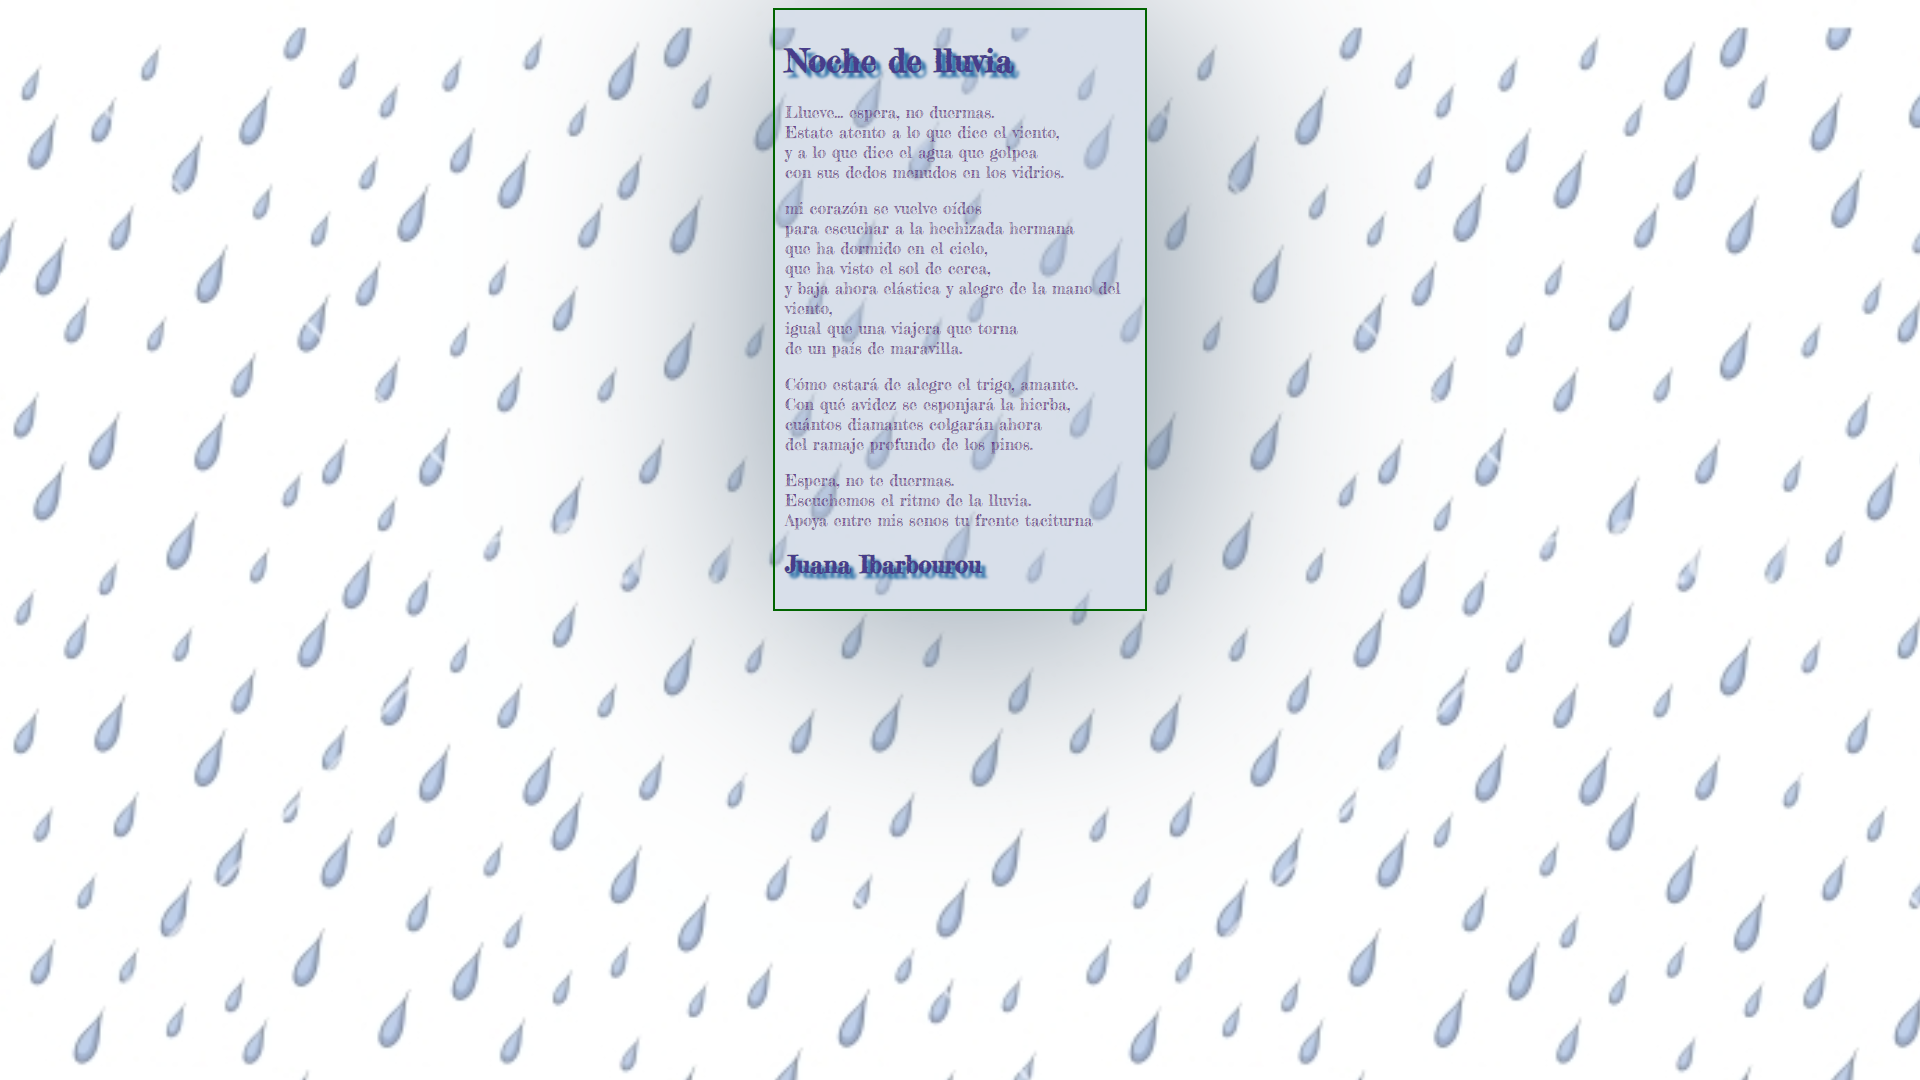 Noche de lluvia
Llueve... espera, no duermas.
Estate atento a lo que dice el viento,
y a lo que dice el agua que golpea
con sus dedos menudos en los vidrios.
mi corazón se vuelve oídos
para escuchar a la hechizada hermana
que ha dormido en el cielo,
que ha visto el sol de cerca,
y baja ahora elástica y alegre de la mano del
viento,
igual que una viajera que torna
de un país de maravilla.
Cómo estará de alegre el trigo, amante.
Con qué avidez se esponjará la hierba,
cuántos diamantes colgarán ahora
del ramaje profundo de los pinos.
Espera, no te duermas.
Escuchemos el ritmo de la lluvia.
Apoya entre mis senos tu frente taciturna
Juana Ibarbourou